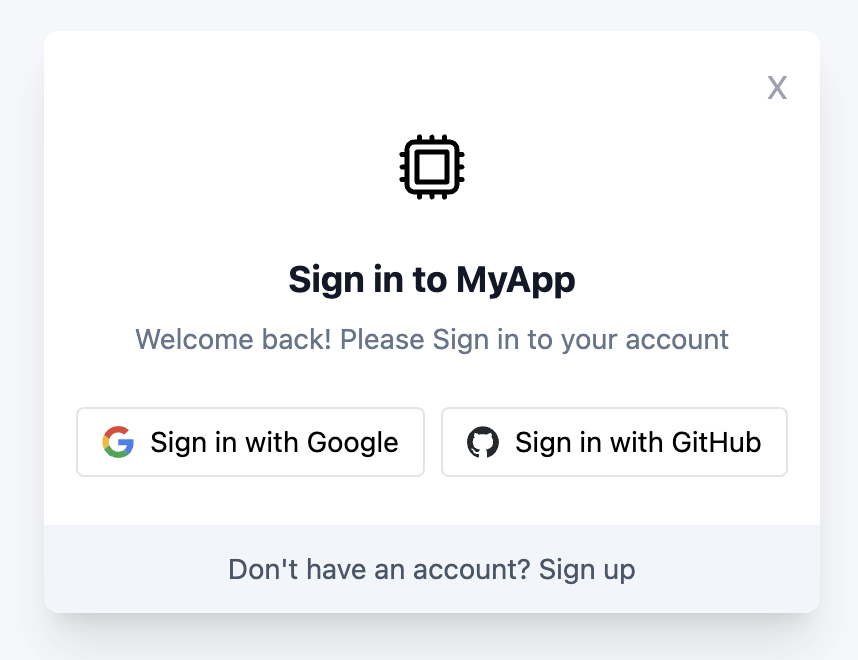 X
Sign in to MyApp
Welcome back! Please Sign in to your account
Sign in with Google
Sign in with GitHub
Don't have an account? Sign up